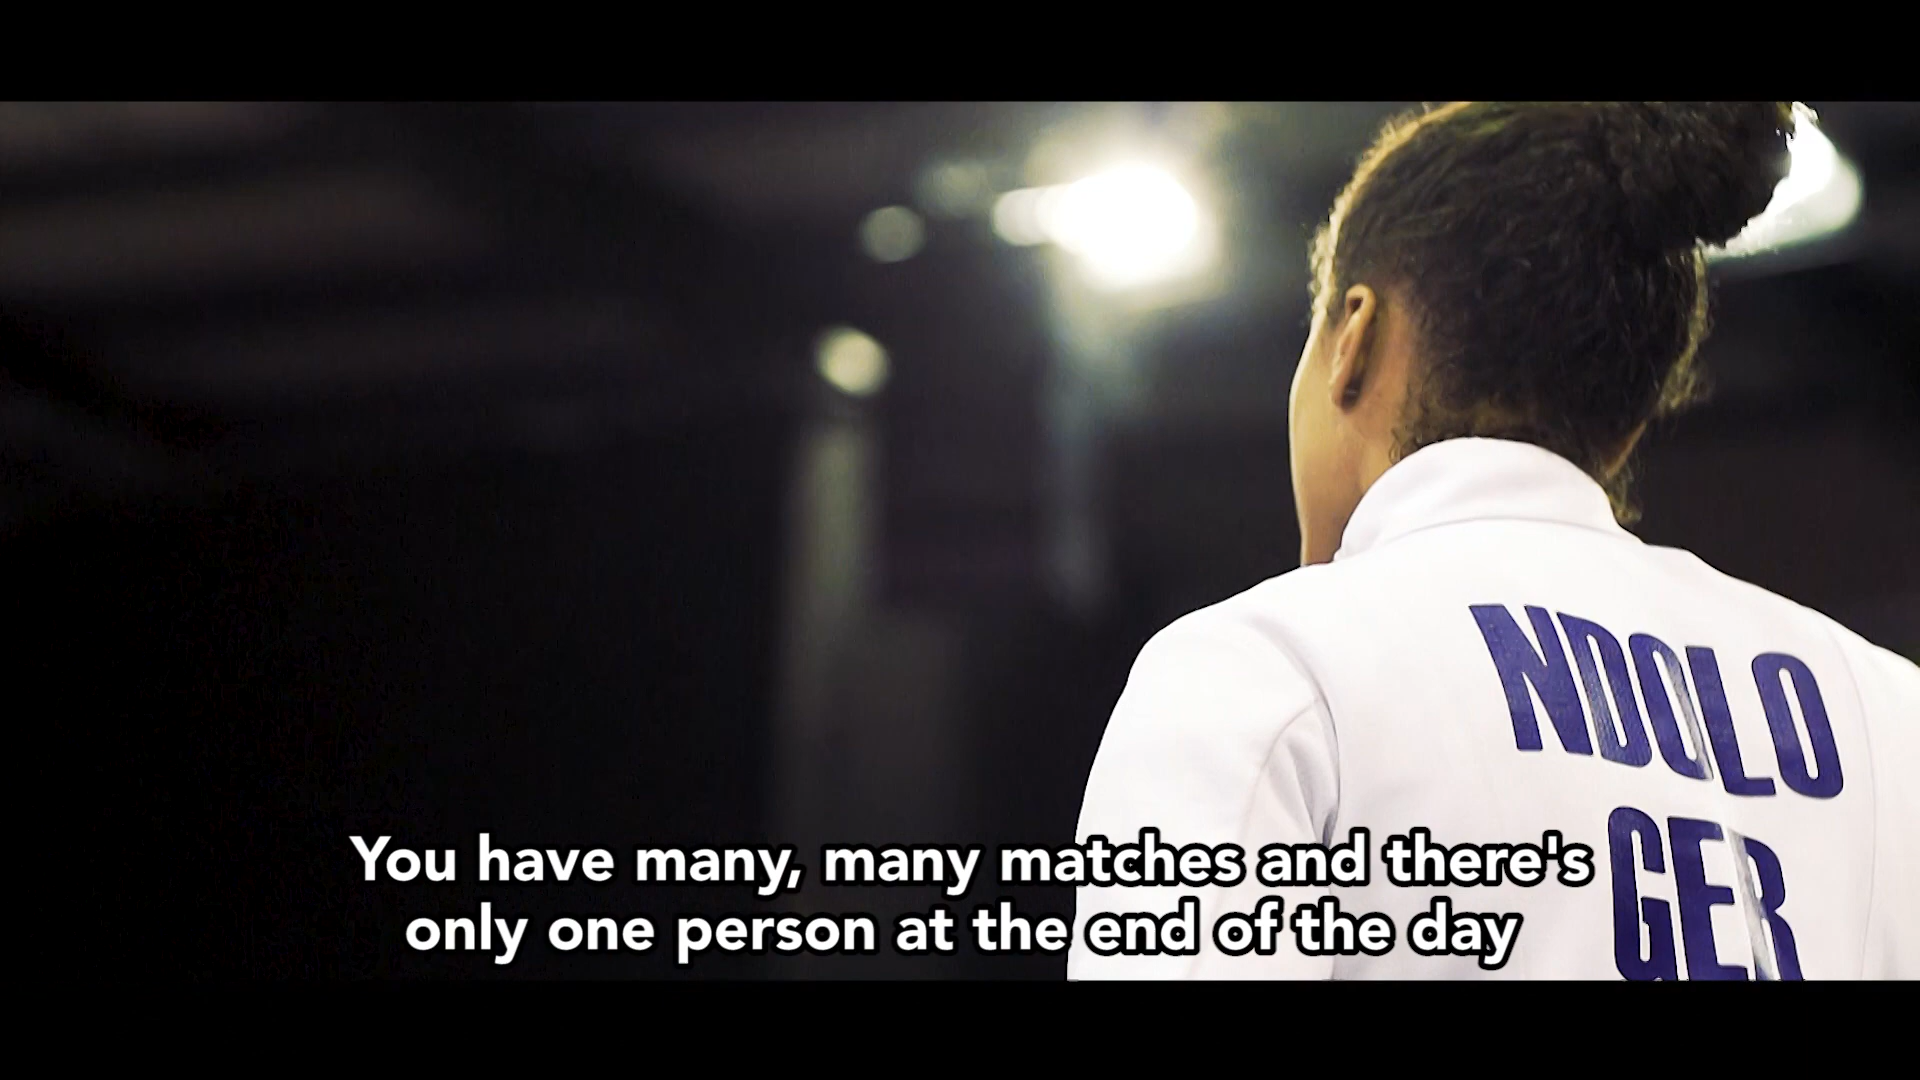 NDOLO
GER
You have many, many matches and there's
only one person at the end of the day